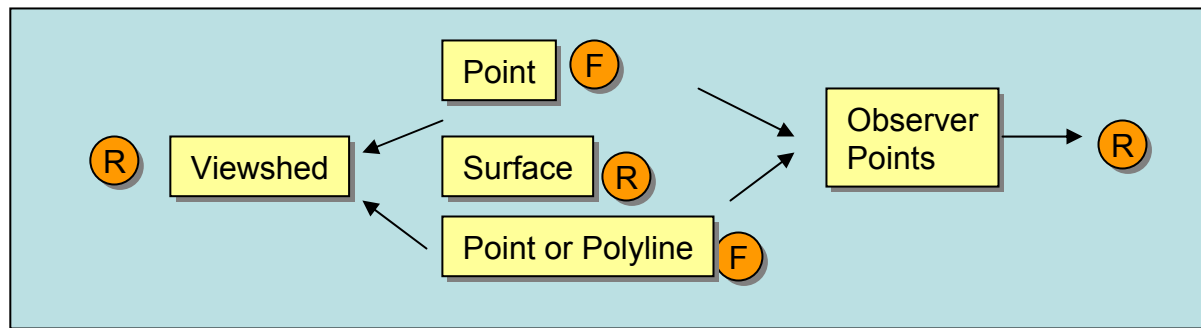 Point
F
Observer
Points
R
R
Viewshed
Surface
R
Point or Polyline
F